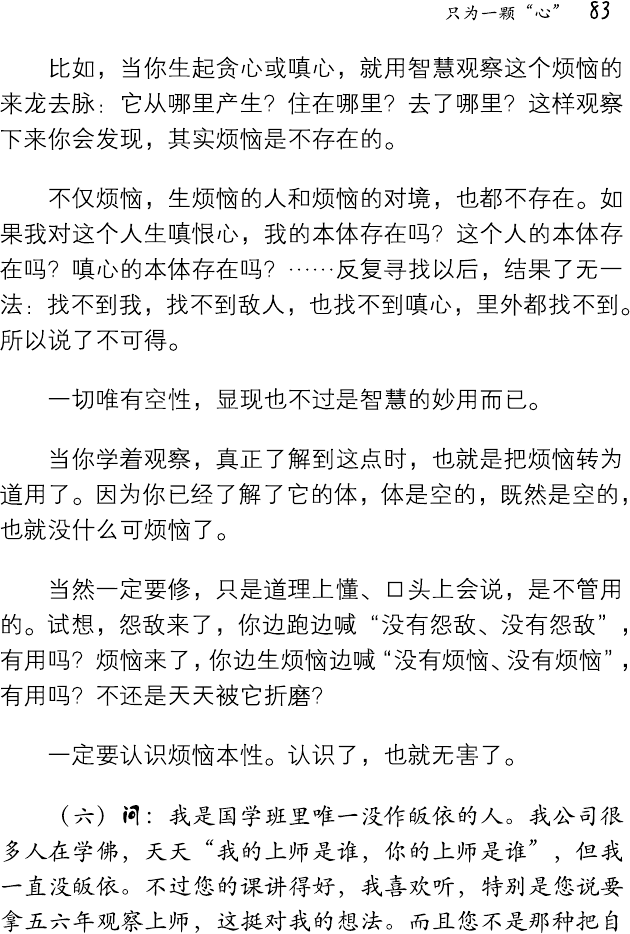 只为一颗“心” 83
比如，当你生起贪心或嗔心，就用智慧观察这个烦恼的
来龙去脉：它从哪里产生？住在哪里？去了哪里？这样观察
下来你会发现，其实烦恼是不存在的。
不仅烦恼，生烦恼的人和烦恼的对境，也都不存在。如
果我对这个人生嗔恨心，我的本体存在吗？这个人的本体存
在吗？嗔心的本体存在吗？……反复寻找以后，结果了无一
法：找不到我，找不到敌人，也找不到嗔心，里外都找不到。
所以说了不可得。
一切唯有空性，显现也不过是智慧的妙用而已。
当你学着观察，真正了解到这点时，也就是把烦恼转为
道用了。因为你已经了解了它的体，体是空的，既然是空的，
也就没什么可烦恼了。
当然一定要修，只是道理上懂、口头上会说，是不管用
的。试想，怨敌来了，你边跑边喊“没有怨敌、没有怨敌”，
有用吗？烦恼来了，你边生烦恼边喊“没有烦恼、没有烦恼”，
有用吗？不还是天天被它折磨？
一定要认识烦恼本性。认识了，也就无害了。
（六）问：我是国学班里唯一没作皈依的人。我公司很
多人在学佛，天天“我的上师是谁，你的上师是谁”，但我
一直没皈依。不过您的课讲得好，我喜欢听，特别是您说要
拿五六年观察上师，这挺对我的想法。而且您不是那种把自